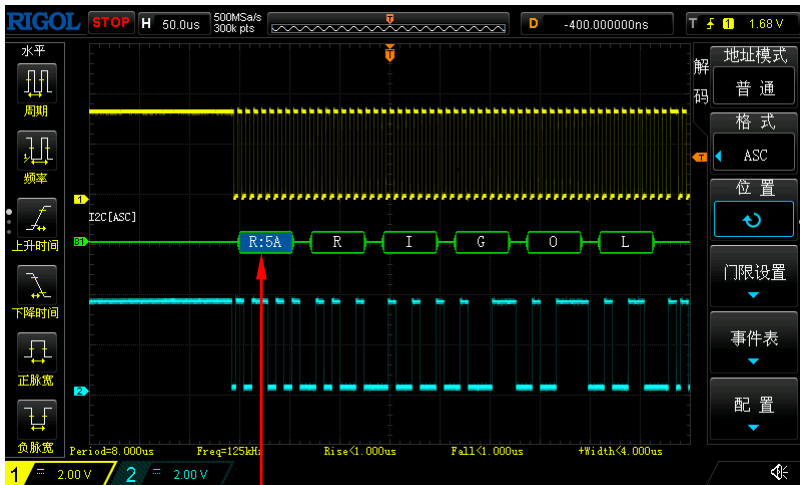 RIGOL STOP H 50.0us 500MSa/s 300k pts T D -400.000000ns T 1 1.68 V
水平
周期
频率
上升时间
下降时间
正脉宽
负脉宽
T
1
I2C[ASC]
B1 R:5A R I G O L
2
T
解码
地址模式
普通
格式
ASC
位置
门限设置
事件表
配置
Period=8.000us Freq=125kHz Rise<1.000us Fall<1.000us +Width<4.000us
1 = 2.00 V 2 = 2.00 V